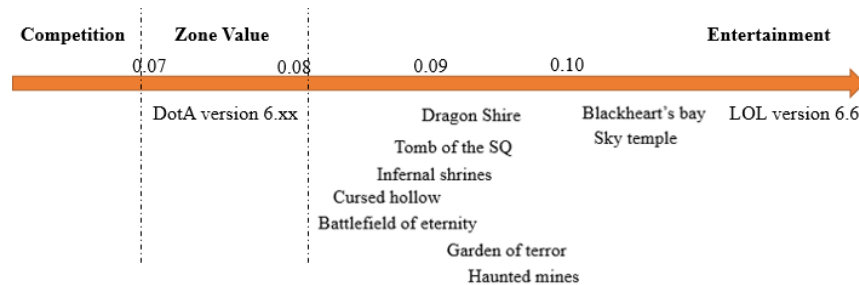 Competition Zone Value Entertainment
0.07 0.08 0.09 0.10
DotA version 6.xx Dragon Shire Blackheart's bay LOL version 6.6
Tomb of the SQ Sky temple
Infernal shrines
Cursed hollow
Battlefield of eternity
Garden of terror
Haunted mines